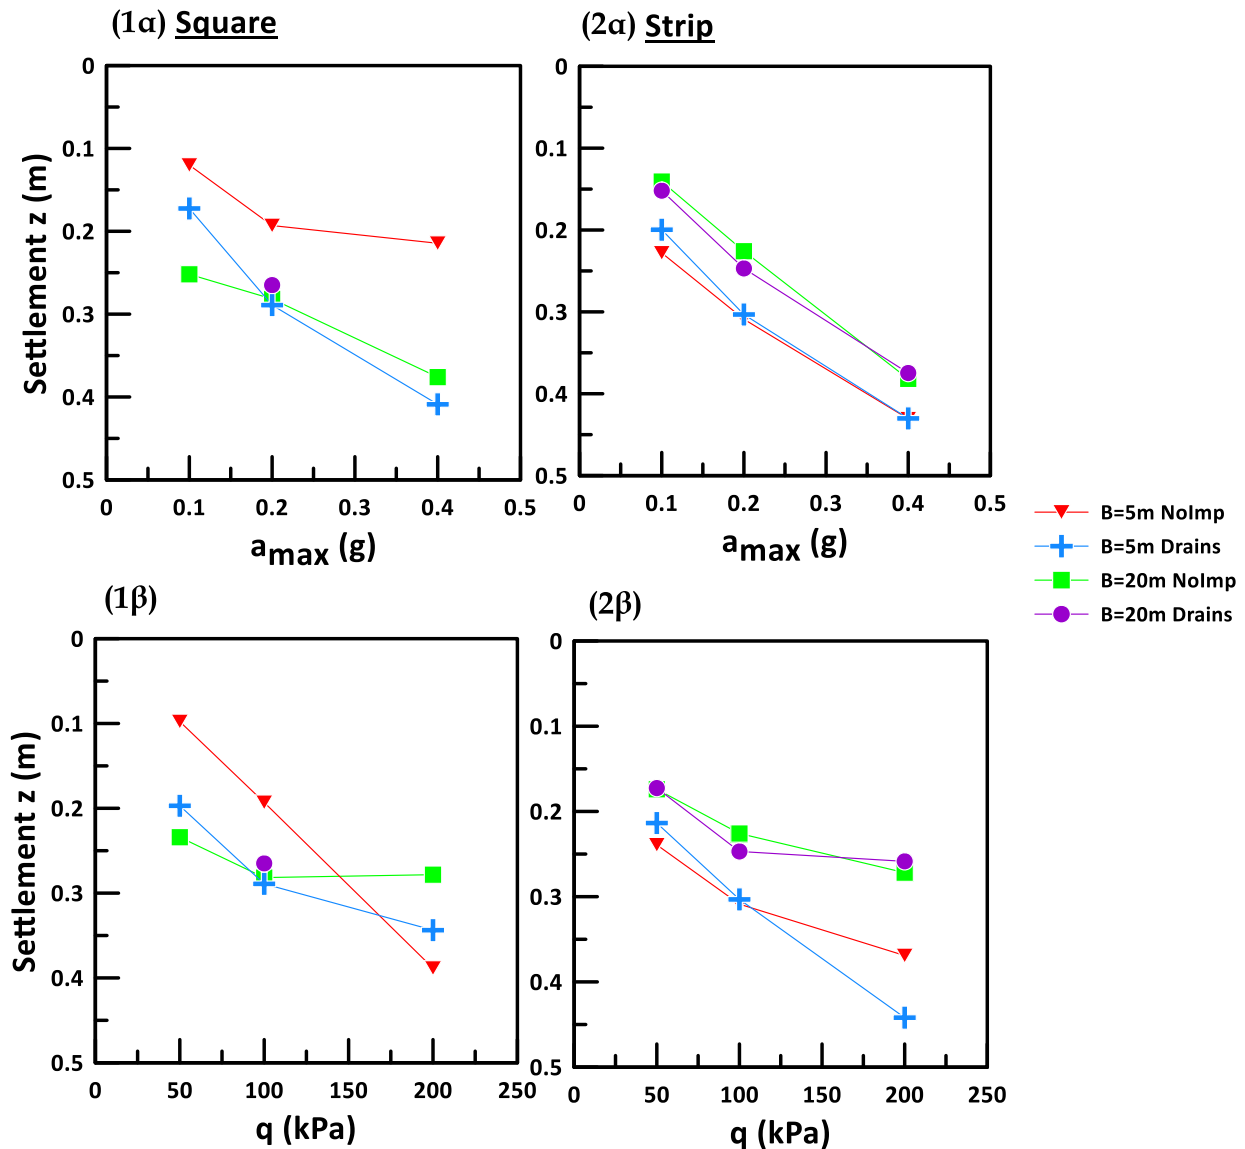 (1α) Square
(2α) Strip
0
0.1
0.2
0.3
0.4
0.5
Settlement z (m)
0 0.1 0.2 0.3 0.4 0.5
a_max (g)
0
0.1
0.2
0.3
0.4
0.5
0 0.1 0.2 0.3 0.4 0.5
a_max (g)
B=5m NoImp
B=5m Drains
B=20m NoImp
B=20m Drains
(1β)
(2β)
0
0.1
0.2
0.3
0.4
0.5
Settlement z (m)
0 50 100 150 200 250
q (kPa)
0
0.1
0.2
0.3
0.4
0.5
0 50 100 150 200 250
q (kPa)